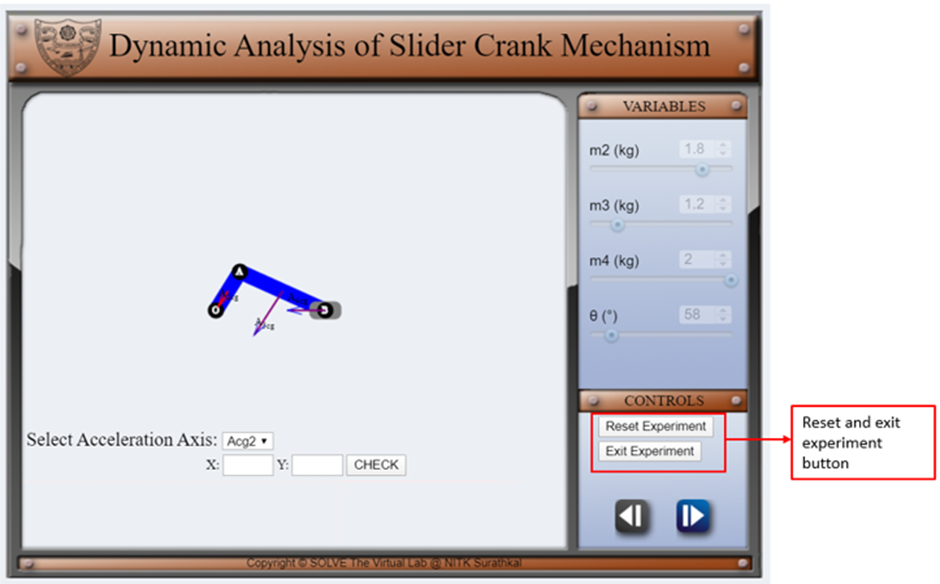 Dynamic Analysis of Slider Crank Mechanism
VARIABLES
m2 (kg) 1.8
m3 (kg) 1.2
m4 (kg) 2
θ (°) 58
A
O
B
Select Acceleration Axis: Acg2
X: Y: CHECK
CONTROLS
Reset Experiment
Exit Experiment
Reset and exit
experiment
button
Copyright © SOLVE The Virtual Lab @ NITK Surathkal